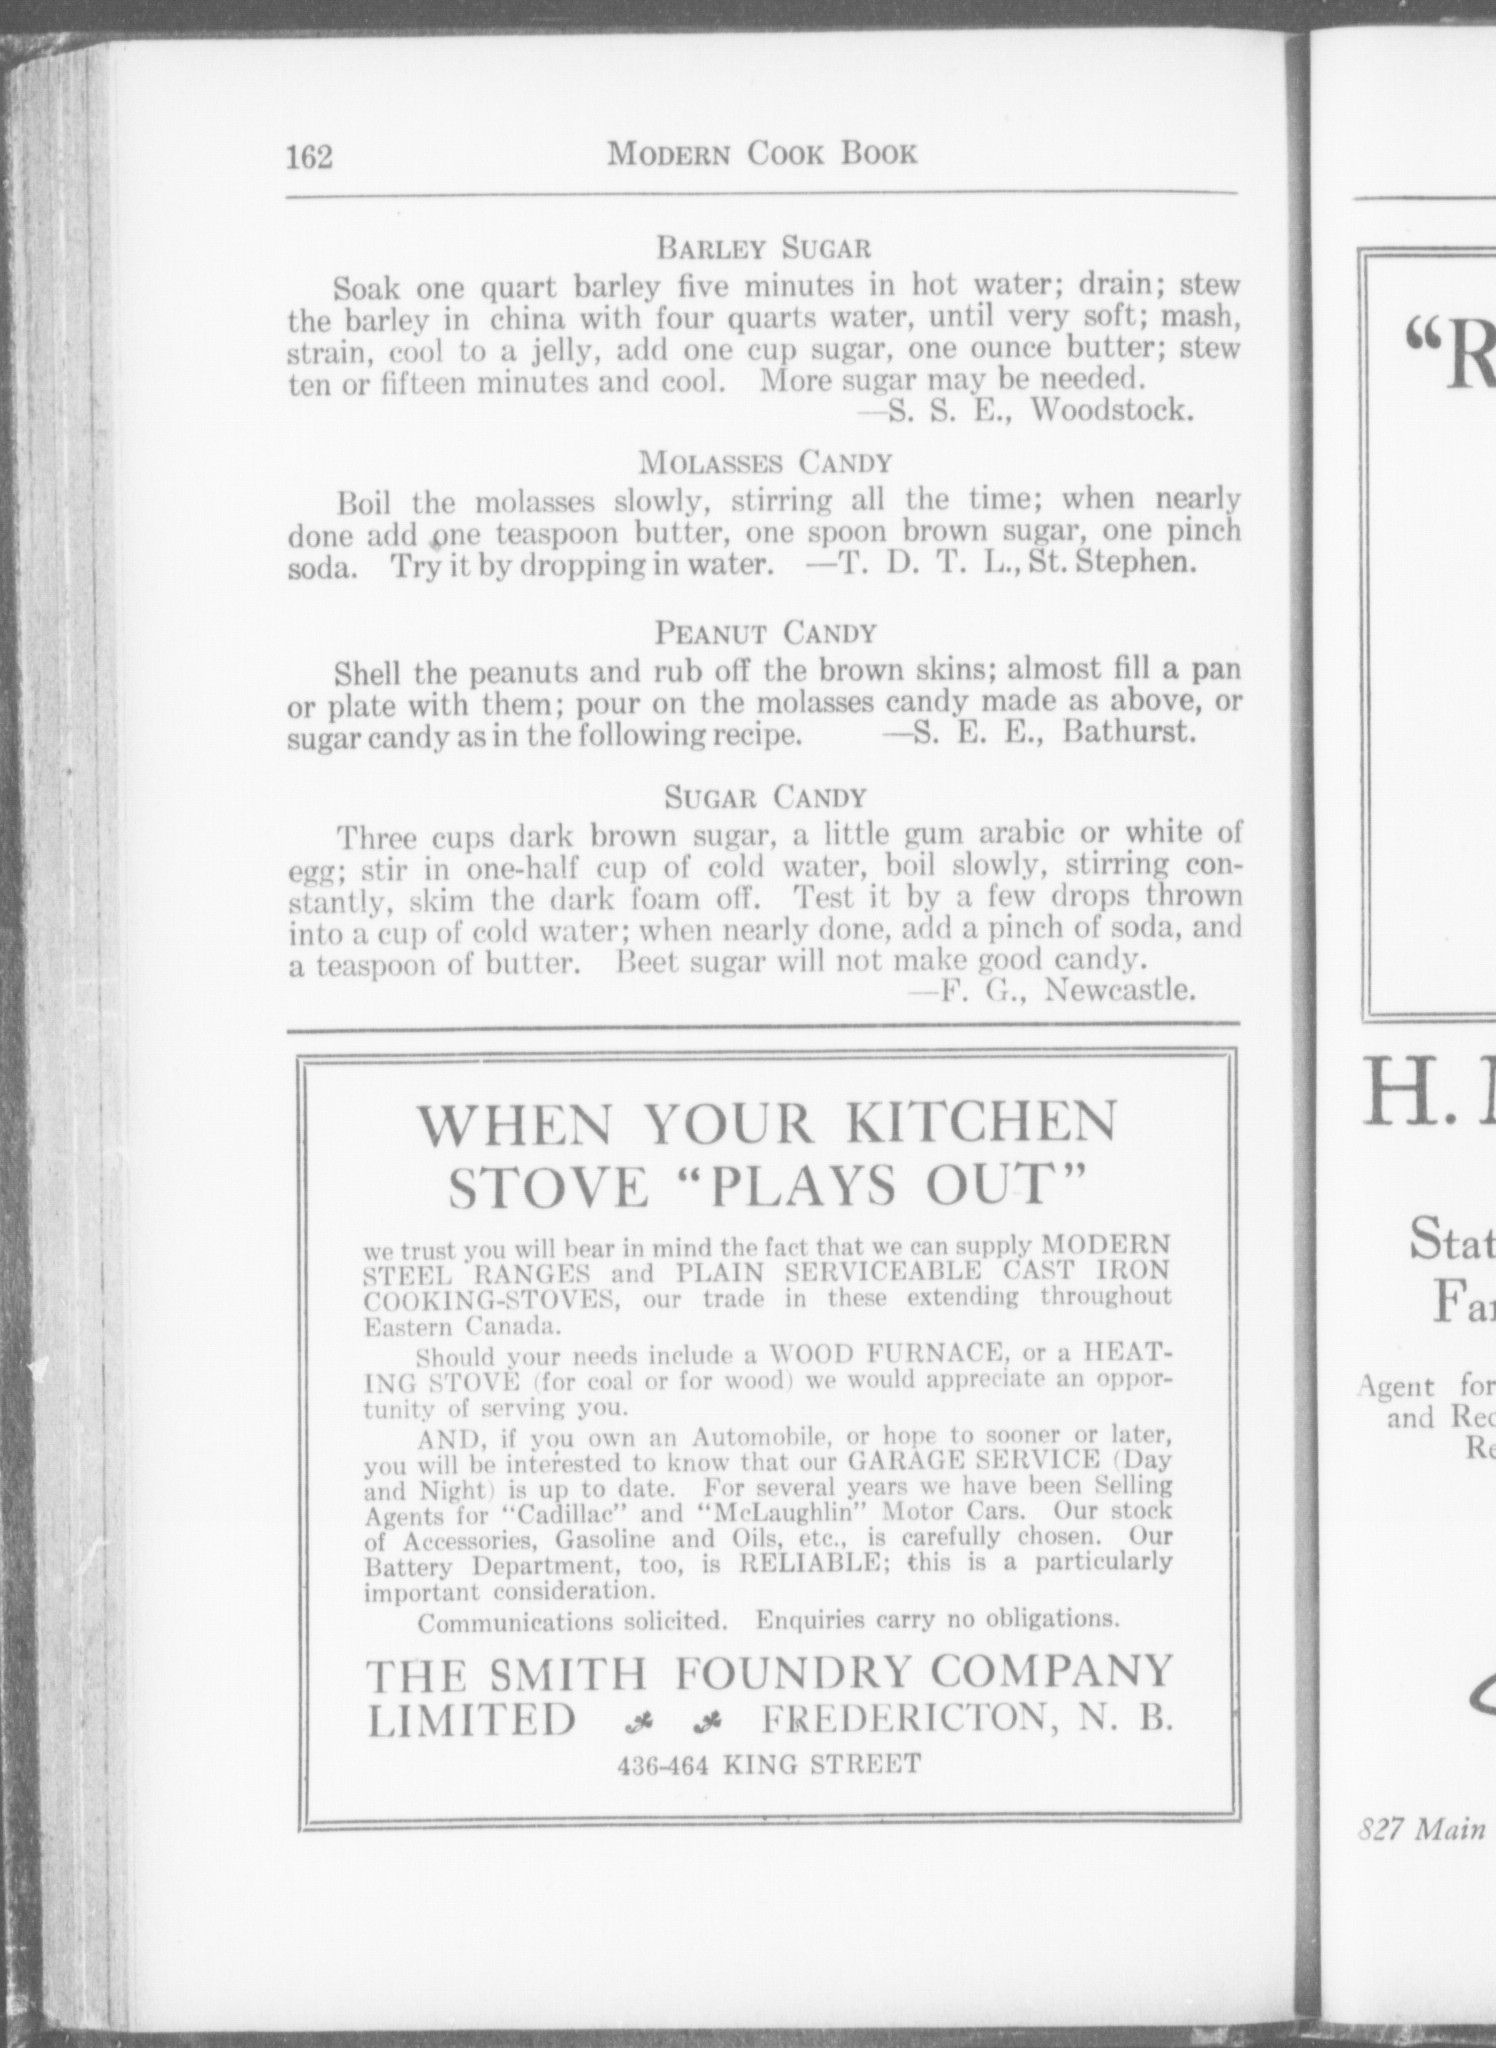 162
MODERN COOK BOOK
BARLEY SUGAR
Soak one quart barley five minutes in hot water; drain; stew
the barley in china with four quarts water, until very soft; mash,
strain, cool to a jelly, add one cup sugar, one ounce butter; stew
ten or fifteen minutes and cool. More sugar may be needed.
—S. S. E., Woodstock.
MOLASSES CANDY
Boil the molasses slowly, stirring all the time; when nearly
done add one teaspoon butter, one spoon brown sugar, one pinch
soda. Try it by dropping in water. —T. D. T. L., St. Stephen.
PEANUT CANDY
Shell the peanuts and rub off the brown skins; almost fill a pan
or plate with them; pour on the molasses candy made as above, or
sugar candy as in the following recipe. —S. E. E., Bathurst.
SUGAR CANDY
Three cups dark brown sugar, a little gum arabic or white of
egg; stir in one-half cup of cold water, boil slowly, stirring con-
stantly, skim the dark foam off. Test it by a few drops thrown
into a cup of cold water; when nearly done, add a pinch of soda, and
a teaspoon of butter. Beet sugar will not make good candy.
—F. G., Newcastle.
WHEN YOUR KITCHEN
STOVE “PLAYS OUT”
we trust you will bear in mind the fact that we can supply MODERN
STEEL RANGES and PLAIN SERVICEABLE CAST IRON
COOKING-STOVES, our trade in these extending throughout
Eastern Canada.
Should your needs include a WOOD FURNACE, or a HEAT-
ING STOVE (for coal or for wood) we would appreciate an oppor-
tunity of serving you.
AND, if you own an Automobile, or hope to sooner or later,
you will be interested to know that our GARAGE SERVICE (Day
and Night) is up to date. For several years we have been Selling
Agents for “Cadillac” and “McLaughlin” Motor Cars. Our stock
of Accessories, Gasoline and Oils, etc., is carefully chosen. Our
Battery Department, too, is RELIABLE; this is a particularly
important consideration.
Communications solicited. Enquiries carry no obligations.
THE SMITH FOUNDRY COMPANY
LIMITED FREDERICTON, N. B.
436-464 KING STREET
“R
H.
Stat
Far
Agent for
and Rec
Re
827 Main